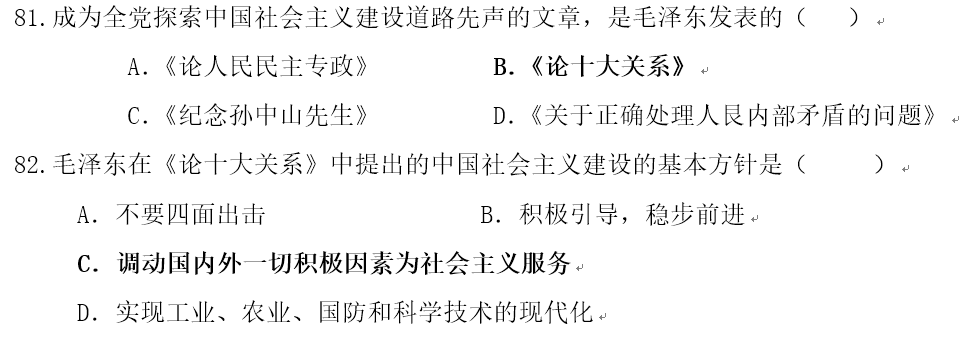 81.成为全党探索中国社会主义建设道路先声的文章，是毛泽东发表的（　　）
A.《论人民民主专政》　　B.《论十大关系》
C.《纪念孙中山先生》　　D.《关于正确处理人艮内部矛盾的问题》
82.毛泽东在《论十大关系》中提出的中国社会主义建设的基本方针是（　　）
A. 不要四面出击　　B. 积极引导，稳步前进
C. 调动国内外一切积极因素为社会主义服务
D. 实现工业、农业、国防和科学技术的现代化